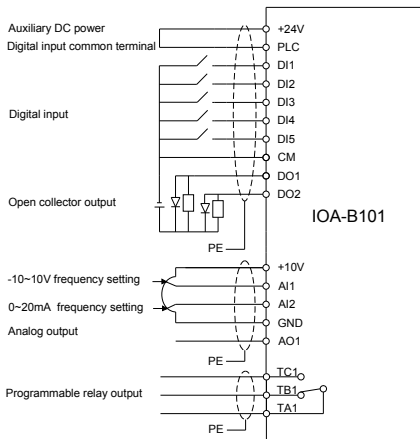 Auxiliary DC power
+24V
Digital input common terminal
PLC
DI1
DI2
DI3
Digital input
DI4
DI5
CM
DO1
DO2
Open collector output
IOA-B101
PE
+10V
-10~10V frequency setting
AI1
0~20mA frequency setting
AI2
GND
Analog output
AO1
PE
TC1
Programmable relay output
TB1
TA1
PE